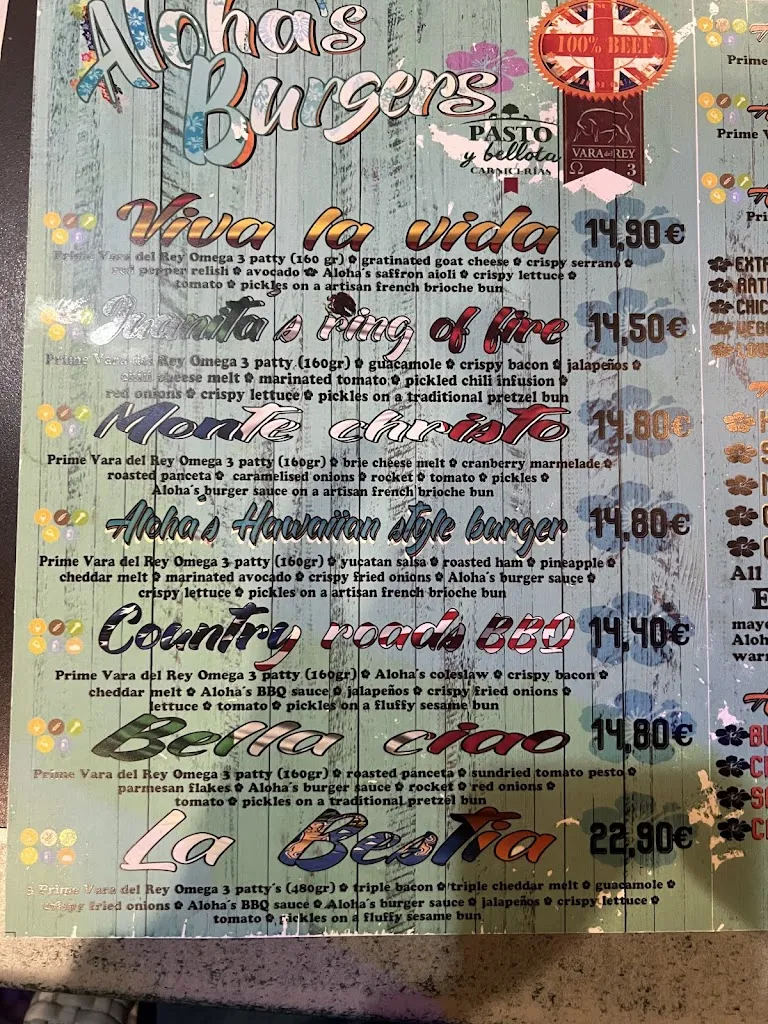 Aloha's
Burgers
100% BEEF
PASTO
y bellota
CARNICERÍAS
VARA del REY
Ω 3
Viva la vida 14,90€
Prime Vara del Rey Omega 3 patty (160 gr) ✿ gratinated goat cheese ✿ crispy serrano ✿
red pepper relish ✿ avocado ✿ Aloha´s saffron aioli ✿ crispy lettuce ✿
tomato ✿ pickles on a artisan french brioche bun
Juanita´s ring of fire 14,50€
Prime Vara del Rey Omega 3 patty (160gr) ✿ guacamole ✿ crispy bacon ✿ jalapeños ✿
chili cheese melt ✿ marinated tomato ✿ pickled chili infusion ✿
red onions ✿ crispy lettuce ✿ pickles on a traditional pretzel bun
Monte christo 14,80€
Prime Vara del Rey Omega 3 patty (160gr) ✿ brie cheese melt ✿ cranberry marmelade ✿
roasted panceta ✿ caramelised onions ✿ rocket ✿ tomato ✿ pickles ✿
Aloha´s burger sauce on a artisan french brioche bun
Aloha´s Hawaiian style burger 14,80€
Prime Vara del Rey Omega 3 patty (160gr) ✿ yucatan salsa ✿ roasted ham ✿ pineapple ✿
cheddar melt ✿ marinated avocado ✿ crispy fried onions ✿ Aloha´s burger sauce ✿
crispy lettuce ✿ pickles on a artisan french brioche bun
Country roads BBQ 14,40€
Prime Vara del Rey Omega 3 patty (160gr) ✿ Aloha´s coleslaw ✿ crispy bacon ✿
cheddar melt ✿ Aloha´s BBQ sauce ✿ jalapeños ✿ crispy fried onions ✿
lettuce ✿ tomato ✿ pickles on a fluffy sesame bun
Bella ciao 14,80€
Prime Vara del Rey Omega 3 patty (160gr) ✿ roasted panceta ✿ sundried tomato pesto ✿
parmesan flakes ✿ Aloha´s burger sauce ✿ rocket ✿ red onions ✿
tomato ✿ pickles on a traditional pretzel bun
La Bestia 22,90€
3 Prime Vara del Rey Omega 3 patty´s (480gr) ✿ triple bacon ✿ triple cheddar melt ✿ guacamole ✿
crispy fried onions ✿ Aloha´s BBQ sauce ✿ Aloha´s burger sauce ✿ jalapeños ✿ crispy lettuce ✿
tomato ✿ pickles on a fluffy sesame bun
Prime
Prime V
Pri
All